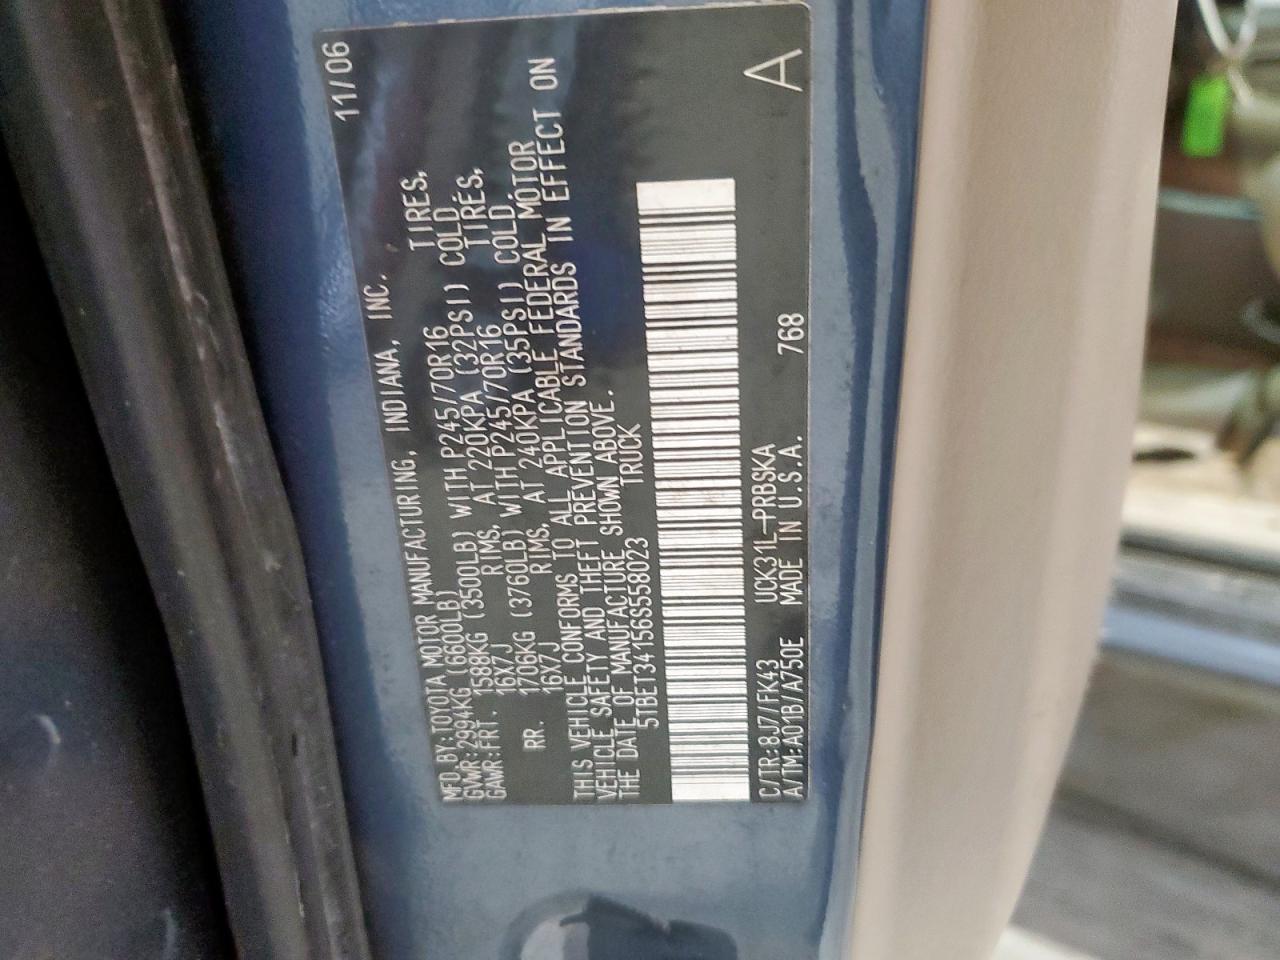 MFD.BY:TOYOTA MOTOR MANUFACTURING, INDIANA, INC. 11/06
GVWR:2994KG (6600LB)
GAWR:FRT. 1588KG (3500LB) WITH P245/70R16 TIRES,
16X7J RIMS, AT 220KPA (32PSI) COLD.
RR. 1706KG (3760LB) WITH P245/70R16 TIRES,
16X7J RIMS, AT 240KPA (35PSI) COLD.
THIS VEHICLE CONFORMS TO ALL APPLICABLE FEDERAL MOTOR
VEHICLE SAFETY AND THEFT PREVENTION STANDARDS IN EFFECT ON
THE DATE OF MANUFACTURE SHOWN ABOVE.
5TBET34156S558023 TRUCK
C/TR:8J7/FK43 UCK31L-PRBSKA A
A/TM:A01B/A750E MADE IN U.S.A. 768